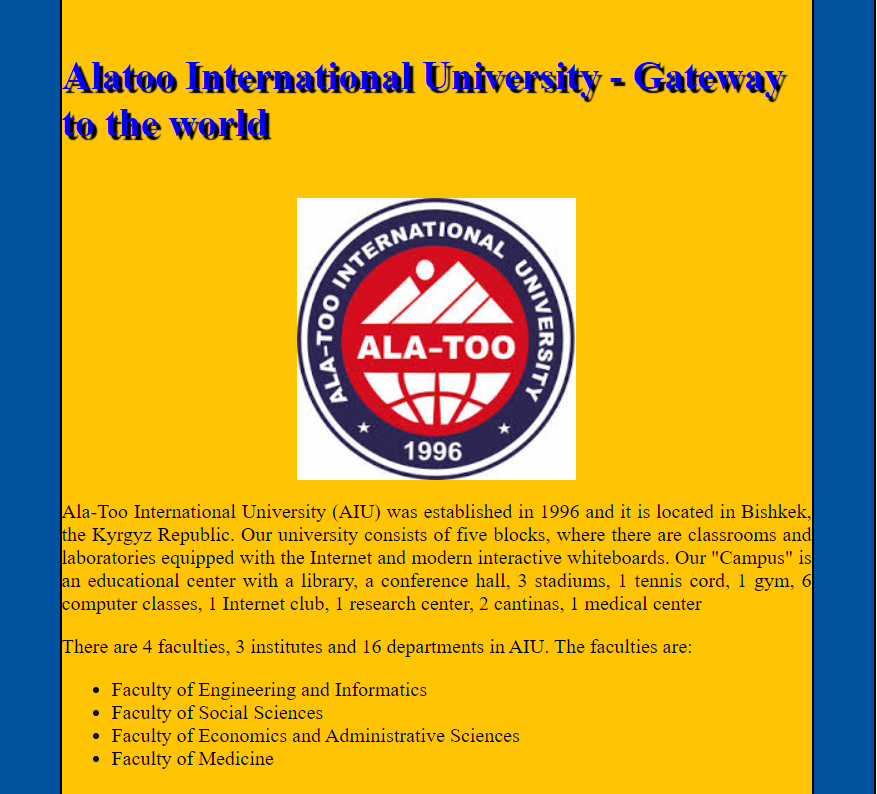 Alatoo International University - Gateway
to the world
ALA-TOO INTERNATIONAL UNIVERSITY
ALA-TOO
1996
Ala-Too International University (AIU) was established in 1996 and it is located in Bishkek,
the Kyrgyz Republic. Our university consists of five blocks, where there are classrooms and
laboratories equipped with the Internet and modern interactive whiteboards. Our "Campus" is
an educational center with a library, a conference hall, 3 stadiums, 1 tennis cord, 1 gym, 6
computer classes, 1 Internet club, 1 research center, 2 cantinas, 1 medical center
There are 4 faculties, 3 institutes and 16 departments in AIU. The faculties are:
• Faculty of Engineering and Informatics
• Faculty of Social Sciences
• Faculty of Economics and Administrative Sciences
• Faculty of Medicine